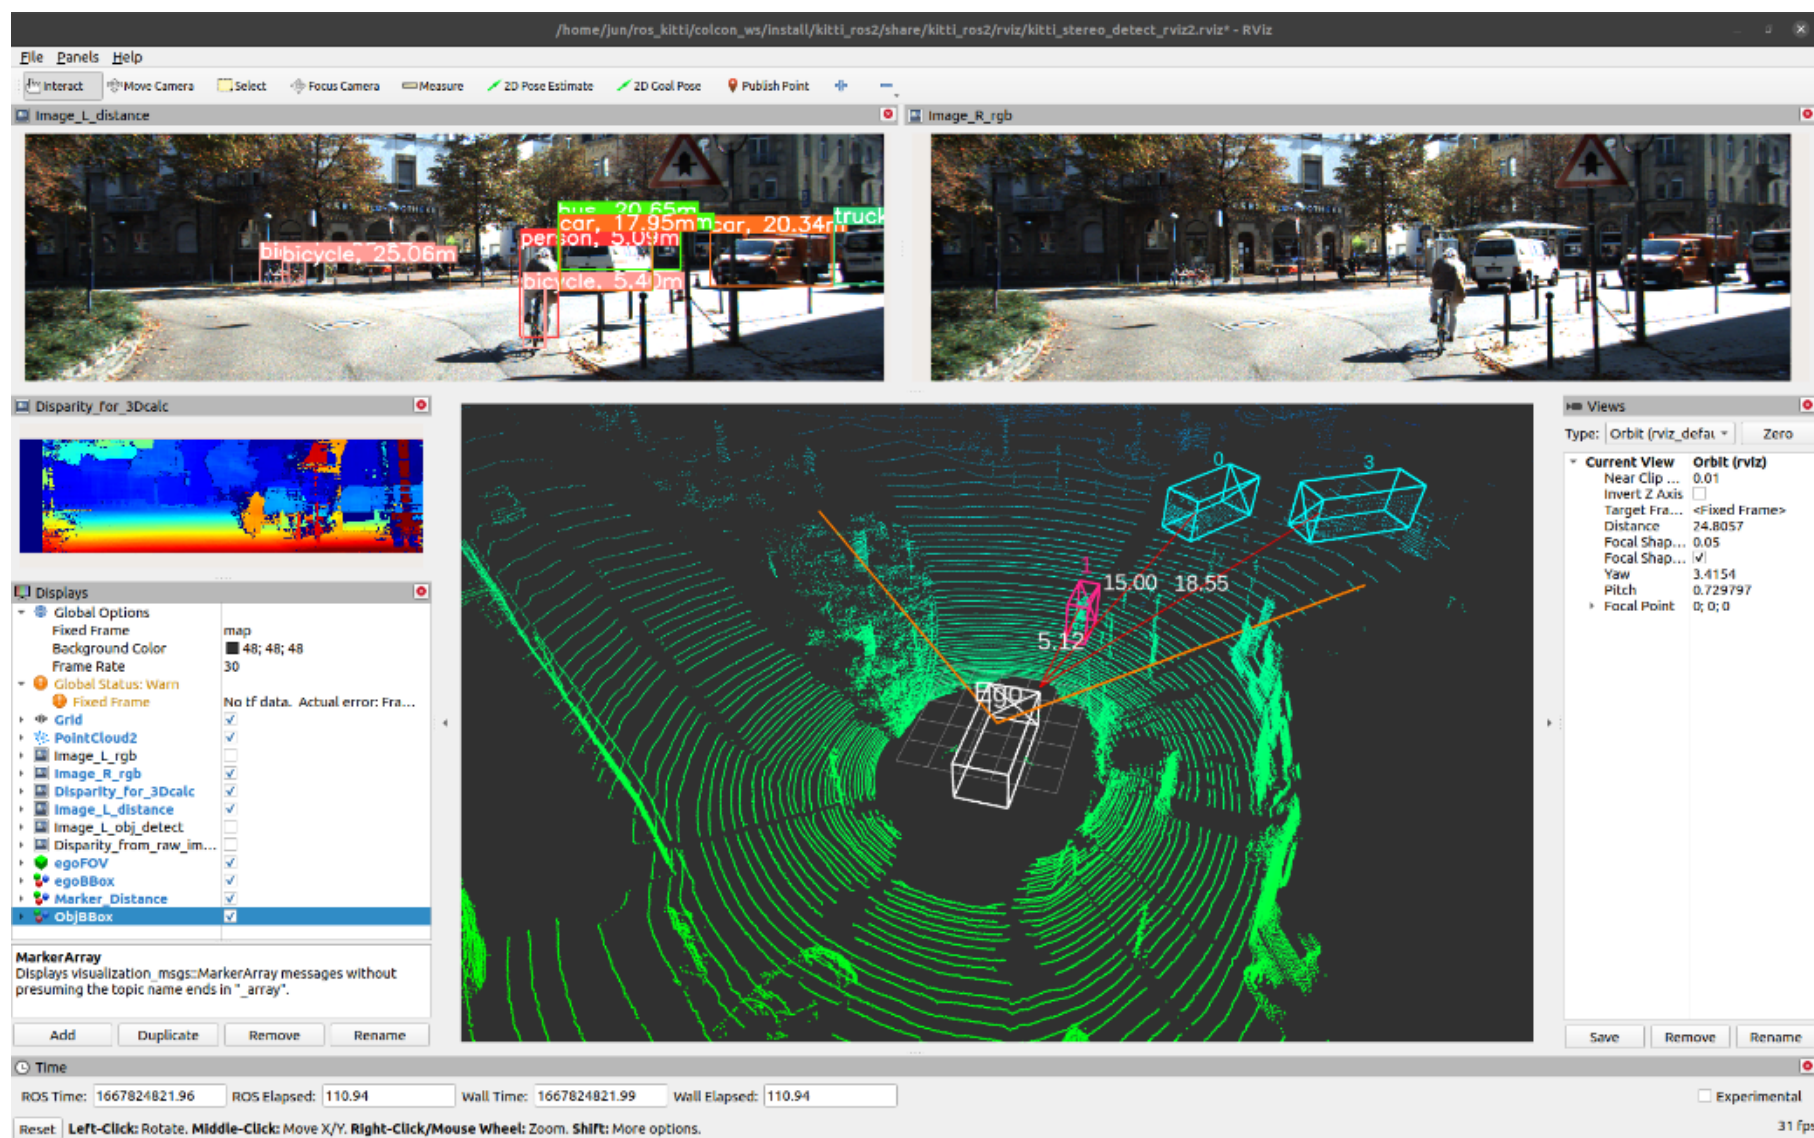 /home/jun/ros_kitti/colcon_ws/install/kitti_ros2/share/kitti_ros2/rviz/kitti_stereo_detect_rviz2.rviz* - RViz
File Panels Help
Interact Move Camera Select Focus Camera Measure 2D Pose Estimate 2D Goal Pose Publish Point
Image_L_distance
bus, 20.65m
car, 17.95m
car, 20.34m
truck
person, 5.09m
bicycle, 25.06m
bicycle, 5.40m
Image_R_rgb
Disparity_for_3Dcalc
Displays
Global Options
Fixed Frame map
Background Color 48; 48; 48
Frame Rate 30
Global Status: Warn
Fixed Frame No tf data. Actual error: Fra...
Grid
PointCloud2
Image_L_rgb
Image_R_rgb
Disparity_for_3Dcalc
Image_L_distance
Image_L_obj_detect
Disparity_from_raw_im...
egoFOV
egoBBox
Marker_Distance
ObjBBox
MarkerArray
Displays visualization_msgs::MarkerArray messages without
presuming the topic name ends in "_array".
Add Duplicate Remove Rename
0
3
1
15.00 18.55
5.12
Views
Type: Orbit (rviz_defau Zero
Current View Orbit (rviz)
Near Clip ... 0.01
Invert Z Axis
Target Fra... <Fixed Frame>
Distance 24.8057
Focal Shap... 0.05
Focal Shap...
Yaw 3.4154
Pitch 0.729797
Focal Point 0; 0; 0
Save Remove Rename
Time
ROS Time: 1667824821.96 ROS Elapsed: 110.94 Wall Time: 1667824821.99 Wall Elapsed: 110.94 Experimental
Reset Left-Click: Rotate. Middle-Click: Move X/Y. Right-Click/Mouse Wheel: Zoom. Shift: More options. 31 fps